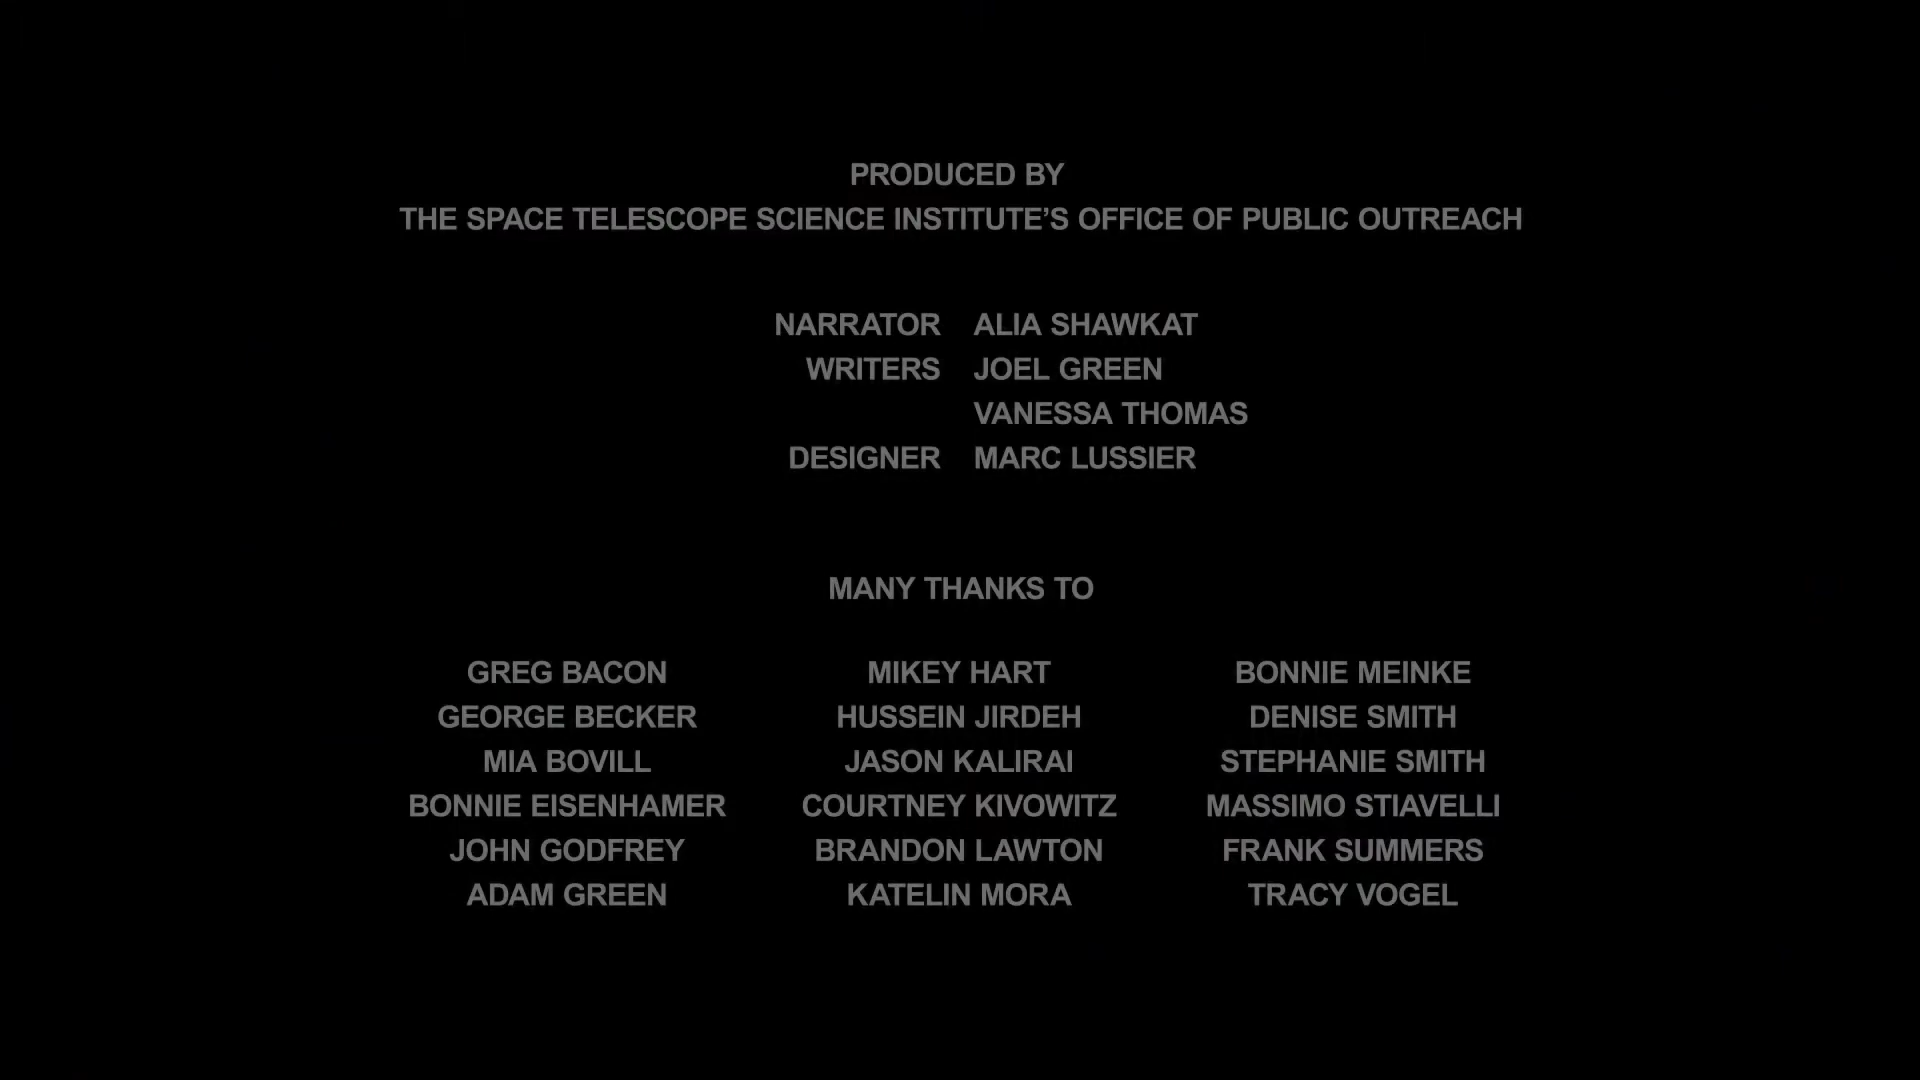 PRODUCED BY
THE SPACE TELESCOPE SCIENCE INSTITUTE’S OFFICE OF PUBLIC OUTREACH
NARRATOR ALIA SHAWKAT
WRITERS JOEL GREEN
VANESSA THOMAS
DESIGNER MARC LUSSIER
MANY THANKS TO
GREG BACON MIKEY HART BONNIE MEINKE
GEORGE BECKER HUSSEIN JIRDEH DENISE SMITH
MIA BOVILL JASON KALIRAI STEPHANIE SMITH
BONNIE EISENHAMER COURTNEY KIVOWITZ MASSIMO STIAVELLI
JOHN GODFREY BRANDON LAWTON FRANK SUMMERS
ADAM GREEN KATELIN MORA TRACY VOGEL